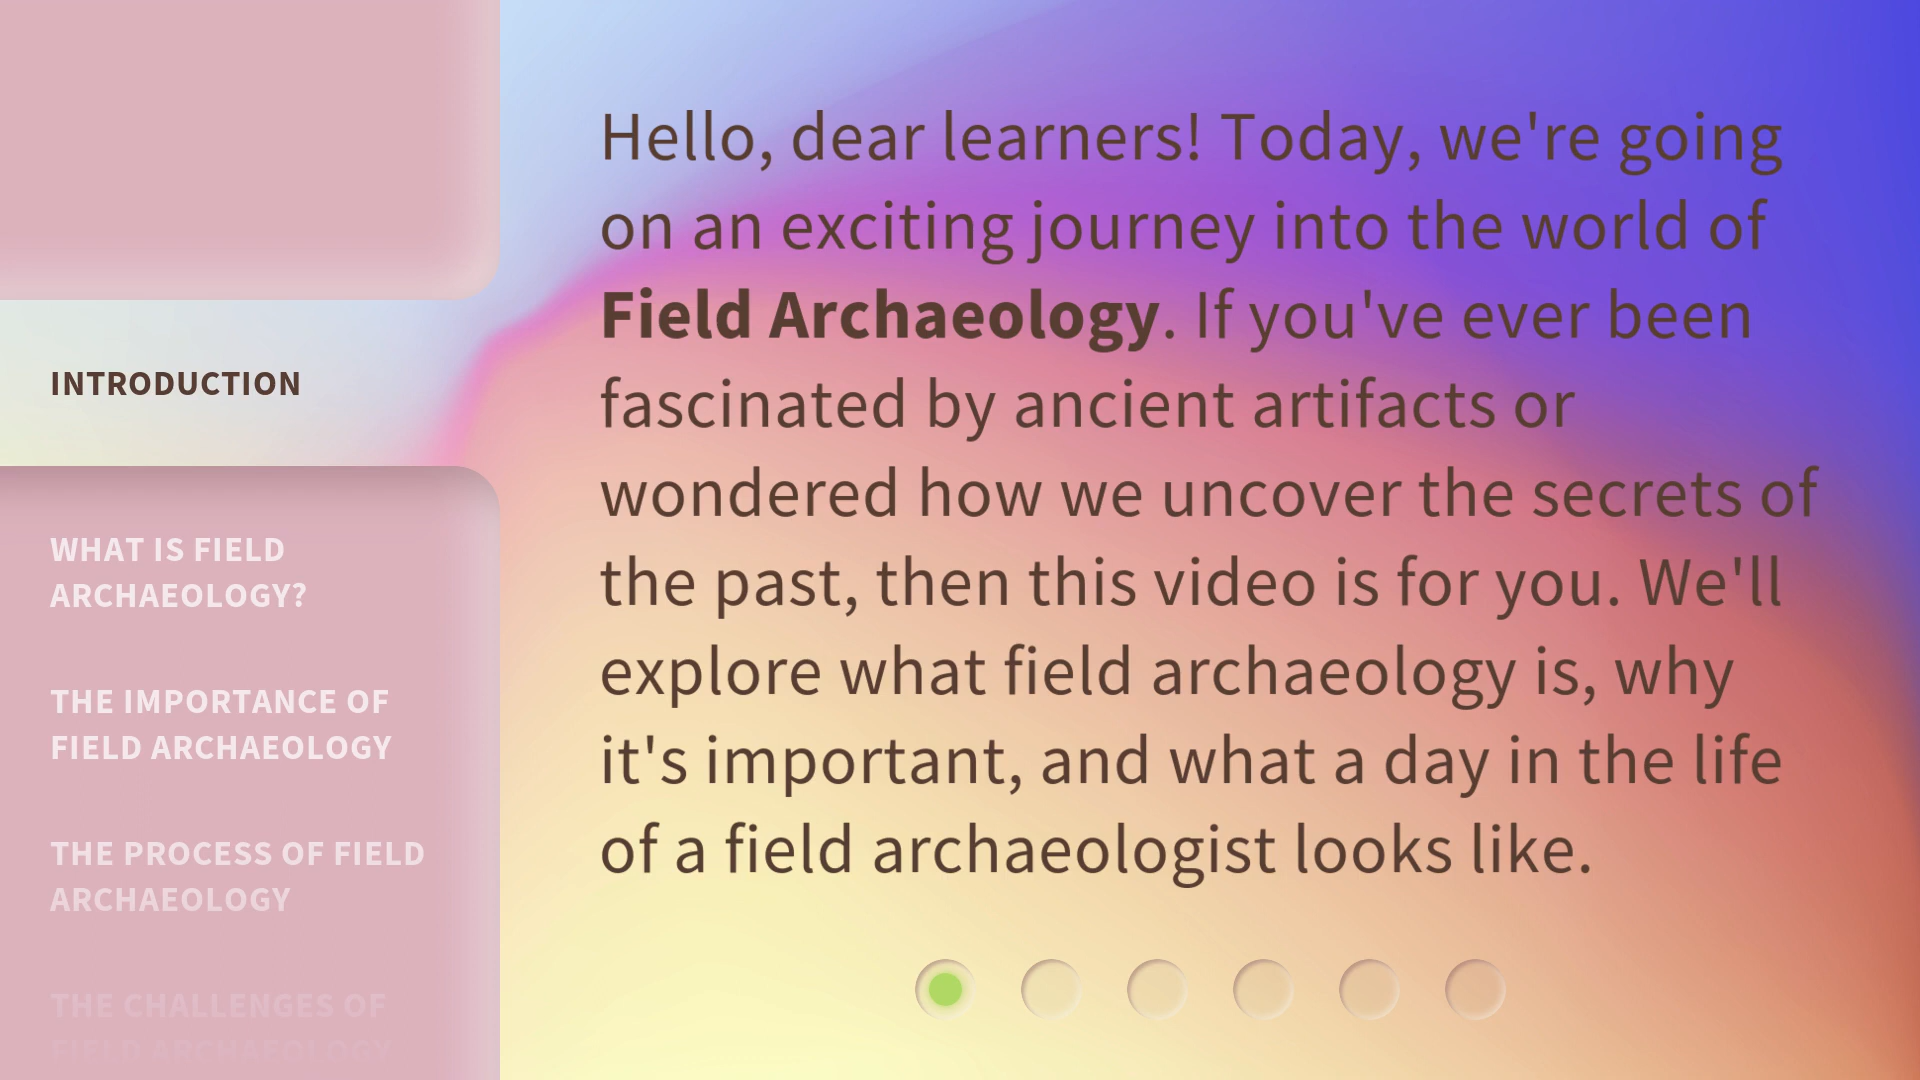 INTRODUCTION
WHAT IS FIELD
ARCHAEOLOGY?
THE IMPORTANCE OF
FIELD ARCHAEOLOGY
THE PROCESS OF FIELD
ARCHAEOLOGY
THE CHALLENGES OF
FIELD ARCHAEOLOGY
Hello, dear learners! Today, we're going
on an exciting journey into the world of
Field Archaeology. If you've ever been
fascinated by ancient artifacts or
wondered how we uncover the secrets of
the past, then this video is for you. We'll
explore what field archaeology is, why
it's important, and what a day in the life
of a field archaeologist looks like.